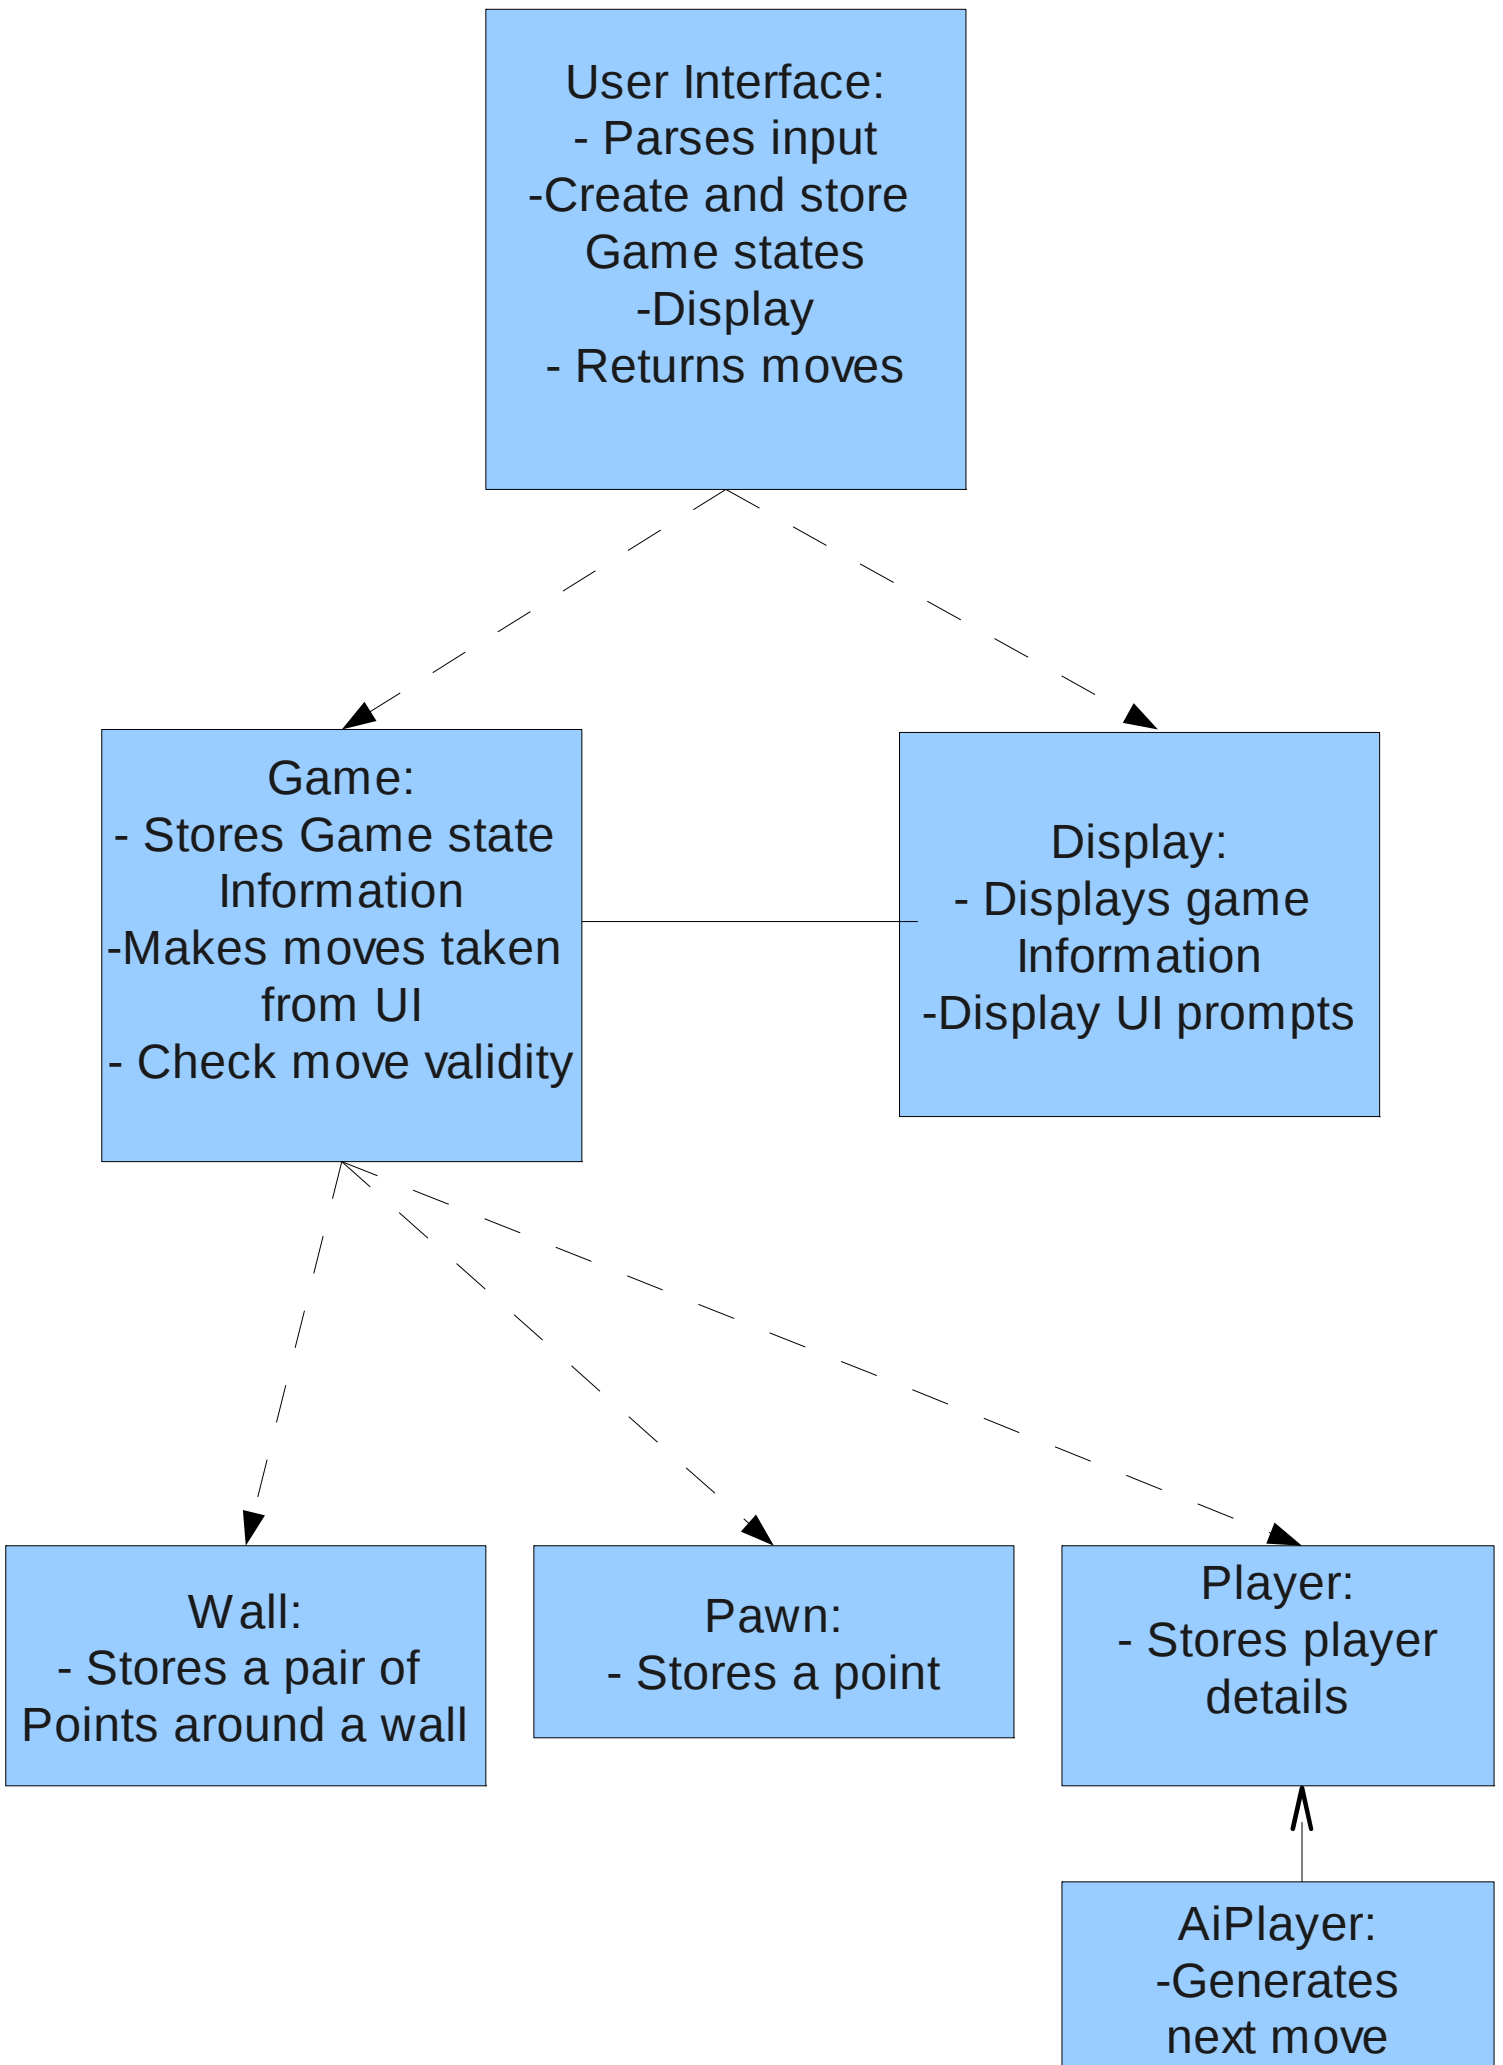 User Interface:
- Parses input
-Create and store
Game states
-Display
- Returns moves
Game:
- Stores Game state
Information
-Makes moves taken
from UI
- Check move validity
Display:
- Displays game
Information
-Display UI prompts
Wall:
- Stores a pair of
Points around a wall
Pawn:
- Stores a point
Player:
- Stores player
details
AiPlayer:
-Generates
next move